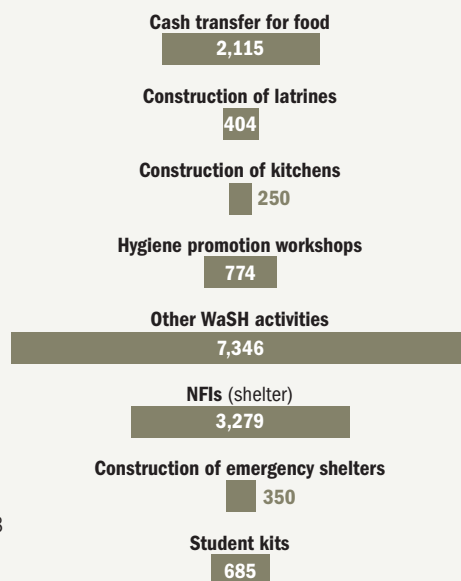 Cash transfer for food
2,115
Construction of latrines
404
Construction of kitchens
250
Hygiene promotion workshops
774
Other WaSH activities
7,346
NFIs (shelter)
3,279
Construction of emergency shelters
350
Student kits
685